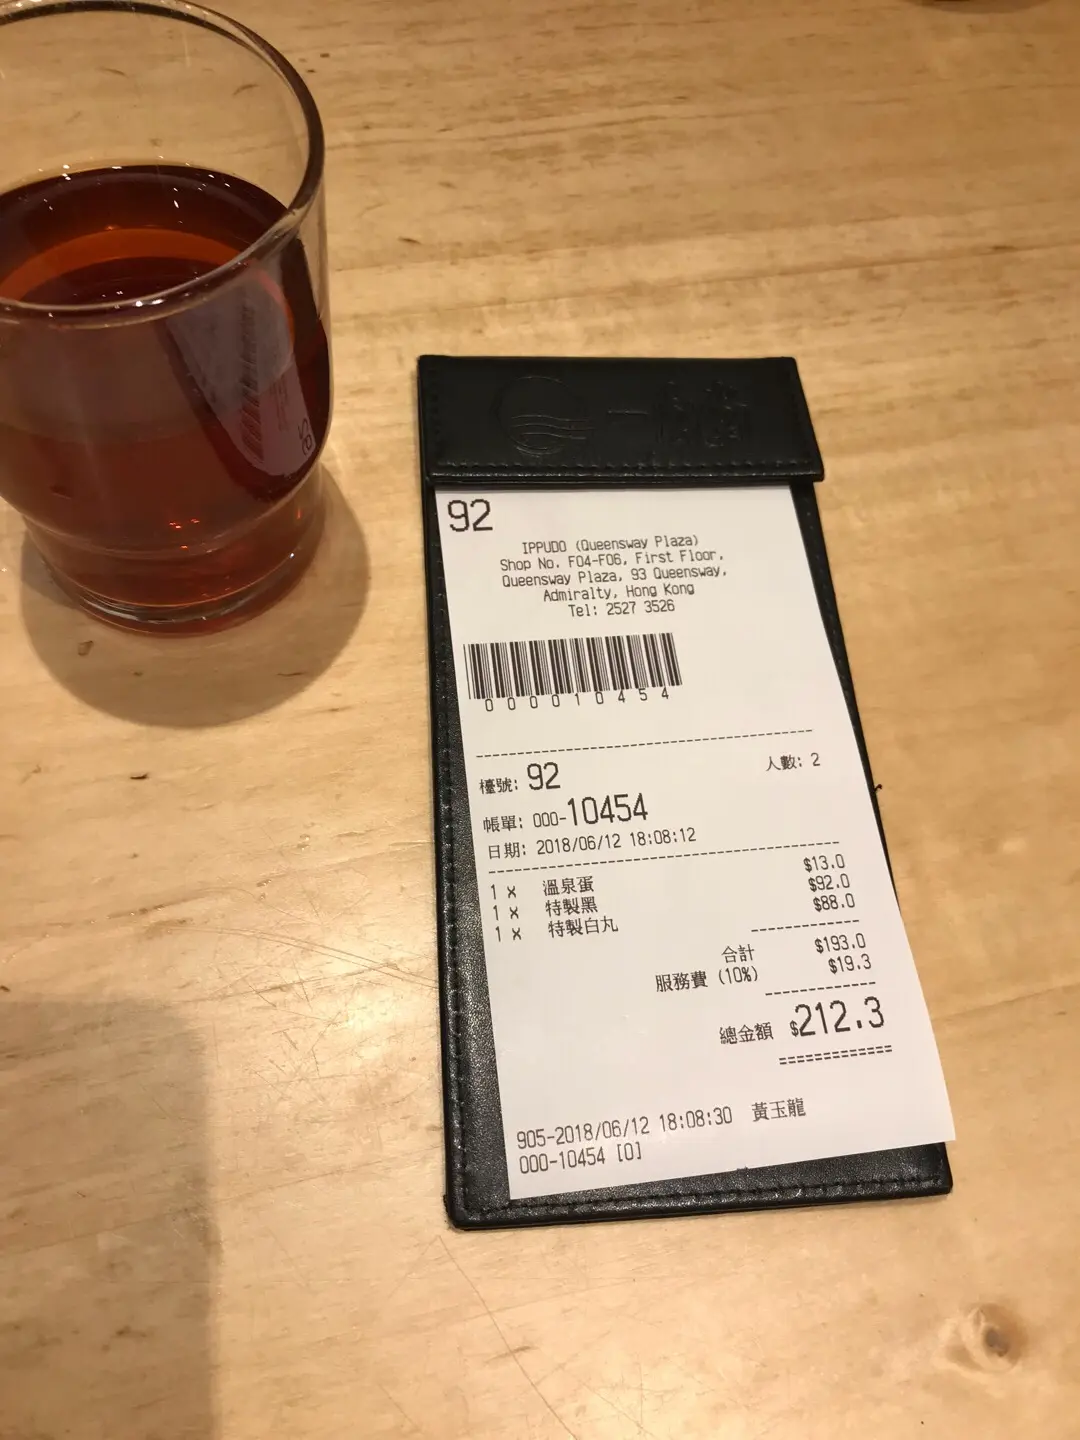 一風堂
92
IPPUDO (Queensway Plaza)
Shop No. F04-F06, First Floor,
Queensway Plaza, 93 Queensway,
Admiralty, Hong Kong
Tel: 2527 3526
000010454
檯號: 92 人數: 2
帳單: 000-10454
日期: 2018/06/12 18:08:12
1 x 溫泉蛋 $13.0
1 x 特製黑 $92.0
1 x 特製白丸 $88.0
合計 $193.0
服務費 (10%) $19.3
總金額 $212.3
905-2018/06/12 18:08:30 黃玉龍
000-10454 [0]